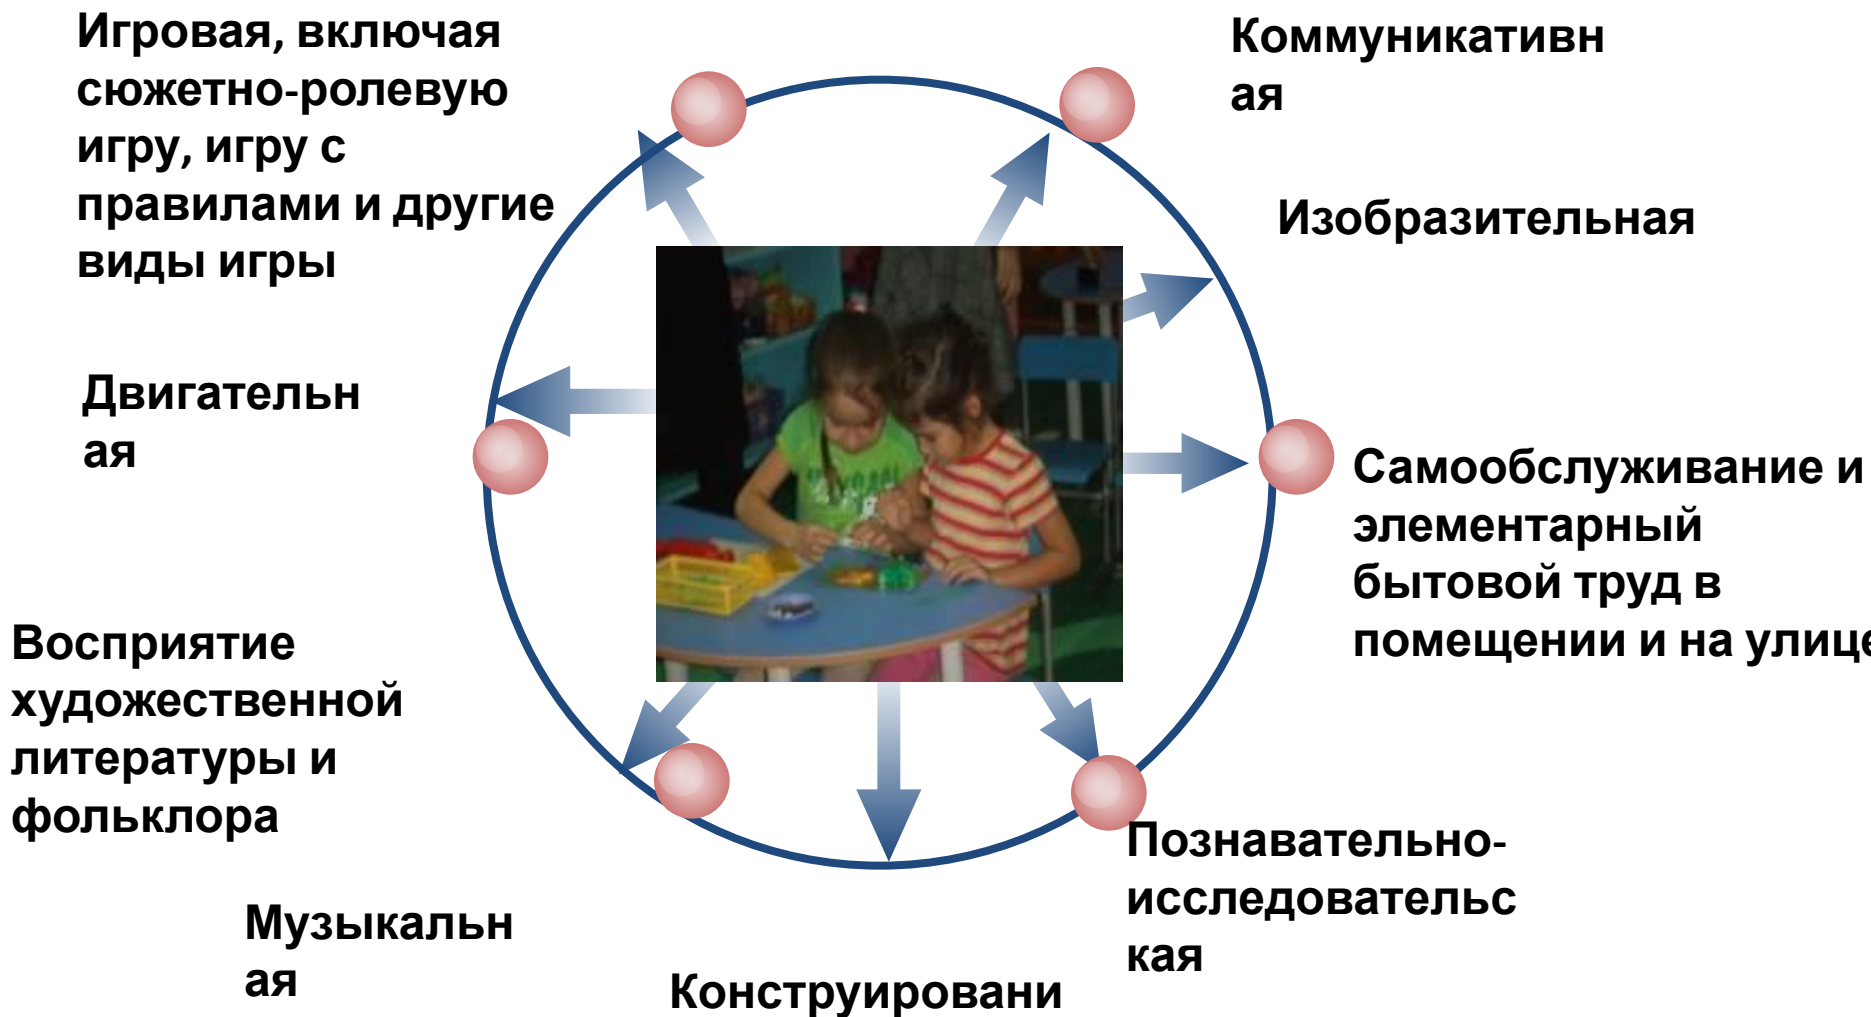 Игровая, включая
сюжетно-ролевую
игру, игру с
правилами и другие
виды игры
Коммуникативн
ая
Изобразительная
Двигательн
ая
Самообслуживание и
элементарный
бытовой труд в
помещении и на улице
Восприятие
художественной
литературы и
фольклора
Познавательно-
исследовательс
кая
Музыкальн
ая
Конструировани